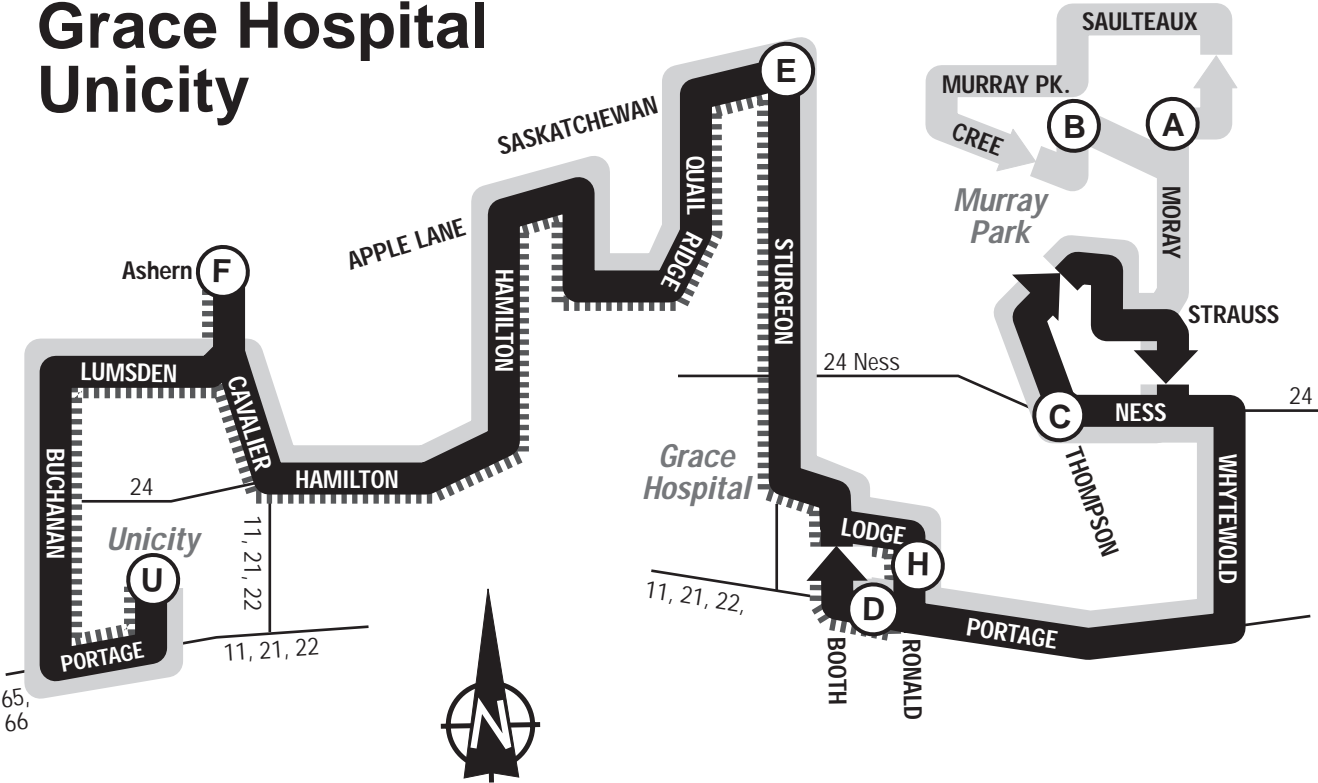 Grace Hospital
Unicity
SAULTEAUX
MURRAY PK.
E
B
A
CREE
SASKATCHEWAN
QUAIL
RIDGE
Murray
Park
MORAY
APPLE LANE
Ashern
F
HAMILTON
STURGEON
STRAUSS
24 Ness
LUMSDEN
CAVALIER
C
NESS
24
BUCHANAN
HAMILTON
Grace
Hospital
THOMPSON
WHYTEWOLD
24
11, 21, 22
Unicity
U
LODGE
H
11, 21, 22,
D
PORTAGE
PORTAGE
11, 21, 22
BOOTH
RONALD
65,
66
N